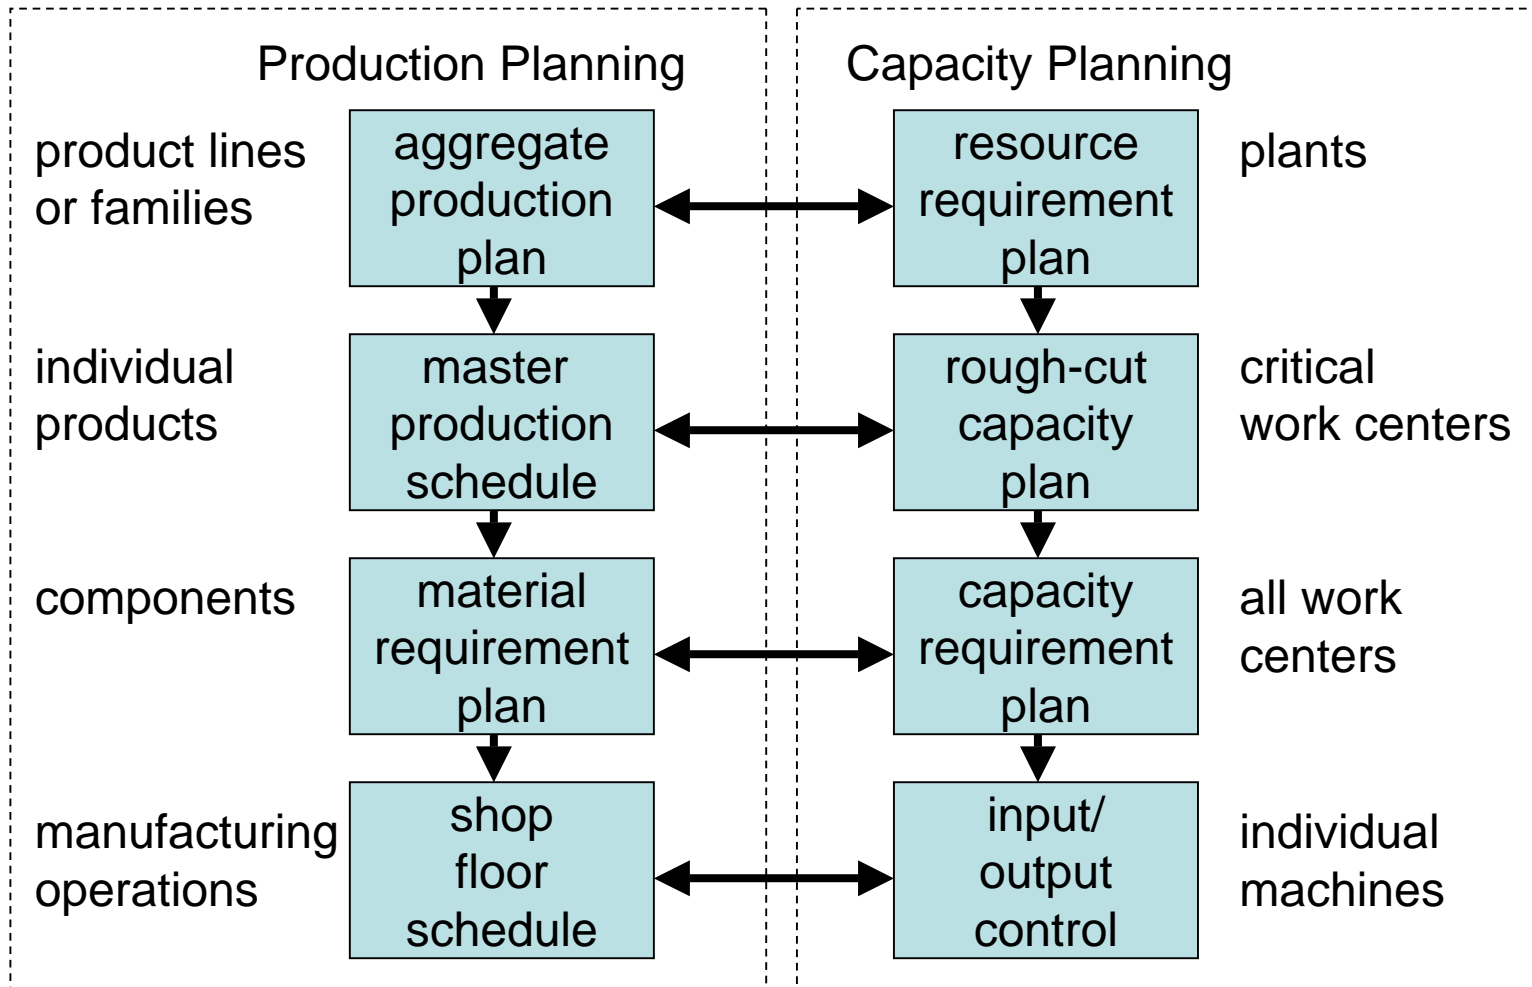 Production Planning
Capacity Planning
product lines
or families
aggregate
production
plan
resource
requirement
plan
plants
individual
products
master
production
schedule
rough-cut
capacity
plan
critical
work centers
components
material
requirement
plan
capacity
requirement
plan
all work
centers
manufacturing
operations
shop
floor
schedule
input/
output
control
individual
machines